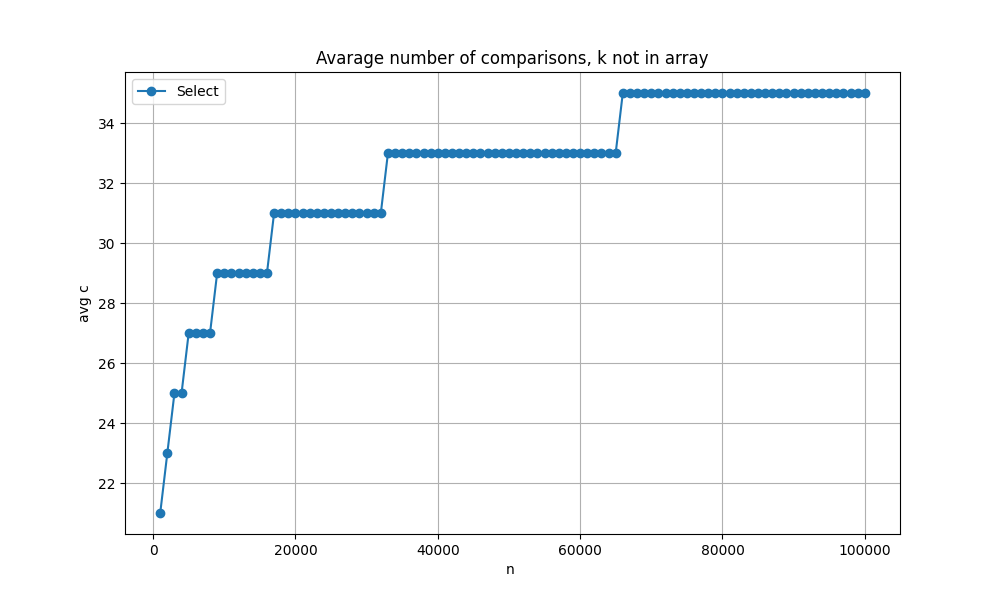 Avarage number of comparisons, k not in array
Select
34
32
30
28
26
24
22
avg c
0 20000 40000 60000 80000 100000
n